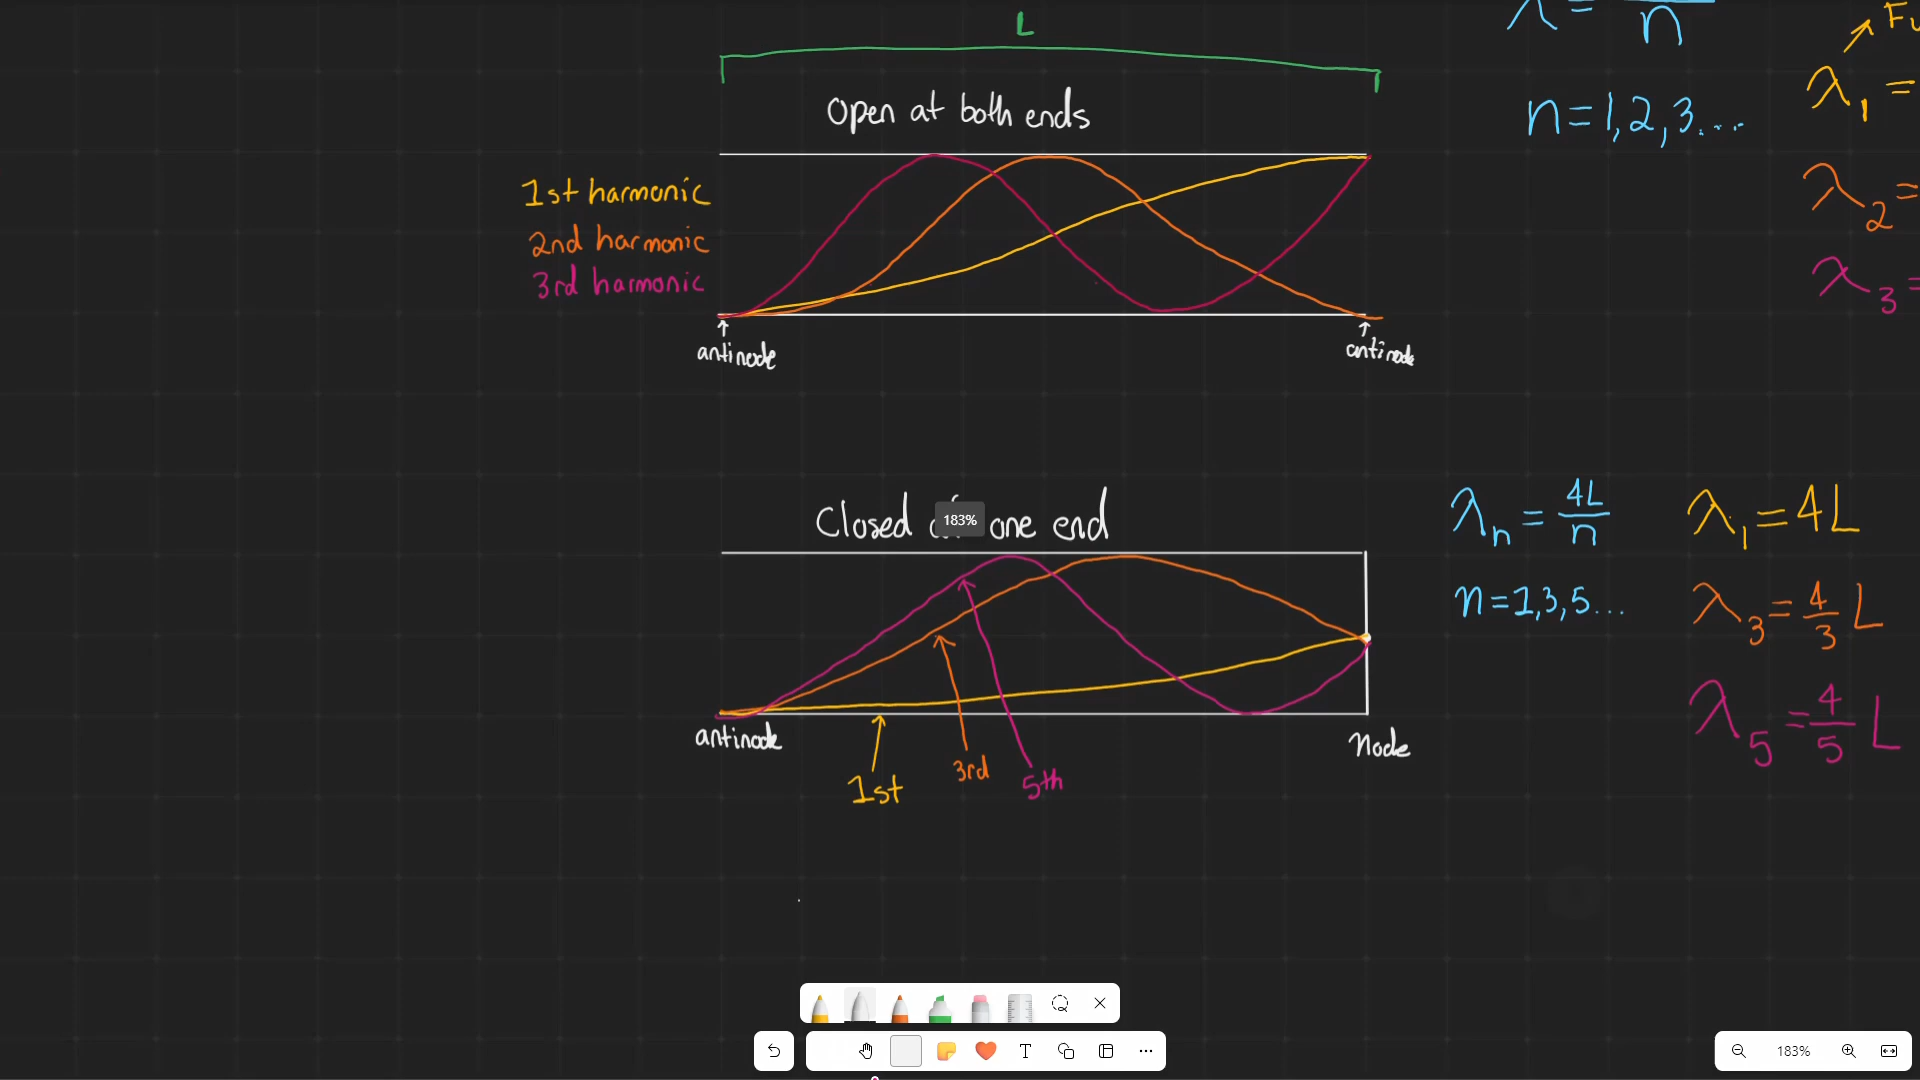 L
Open at both ends
1st harmonic
2nd harmonic
3rd harmonic
antinode
antinode
λ = n
n=1,2,3....
Fu
λ₁ =
λ₂ =
λ₃ =
Closed one end
183%
antinode
Node
1st
3rd
5th
λn = 4L/n
n=1,3,5...
λ₁ = 4L
λ₃ = 4/3 L
λ₅ = 4/5 L
T
183%